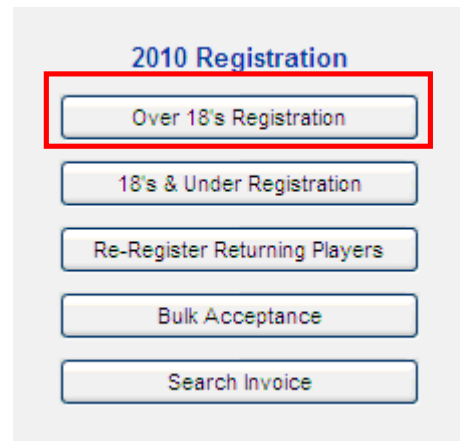 2010 Registration
Over 18's Registration
18's & Under Registration
Re-Register Returning Players
Bulk Acceptance
Search Invoice